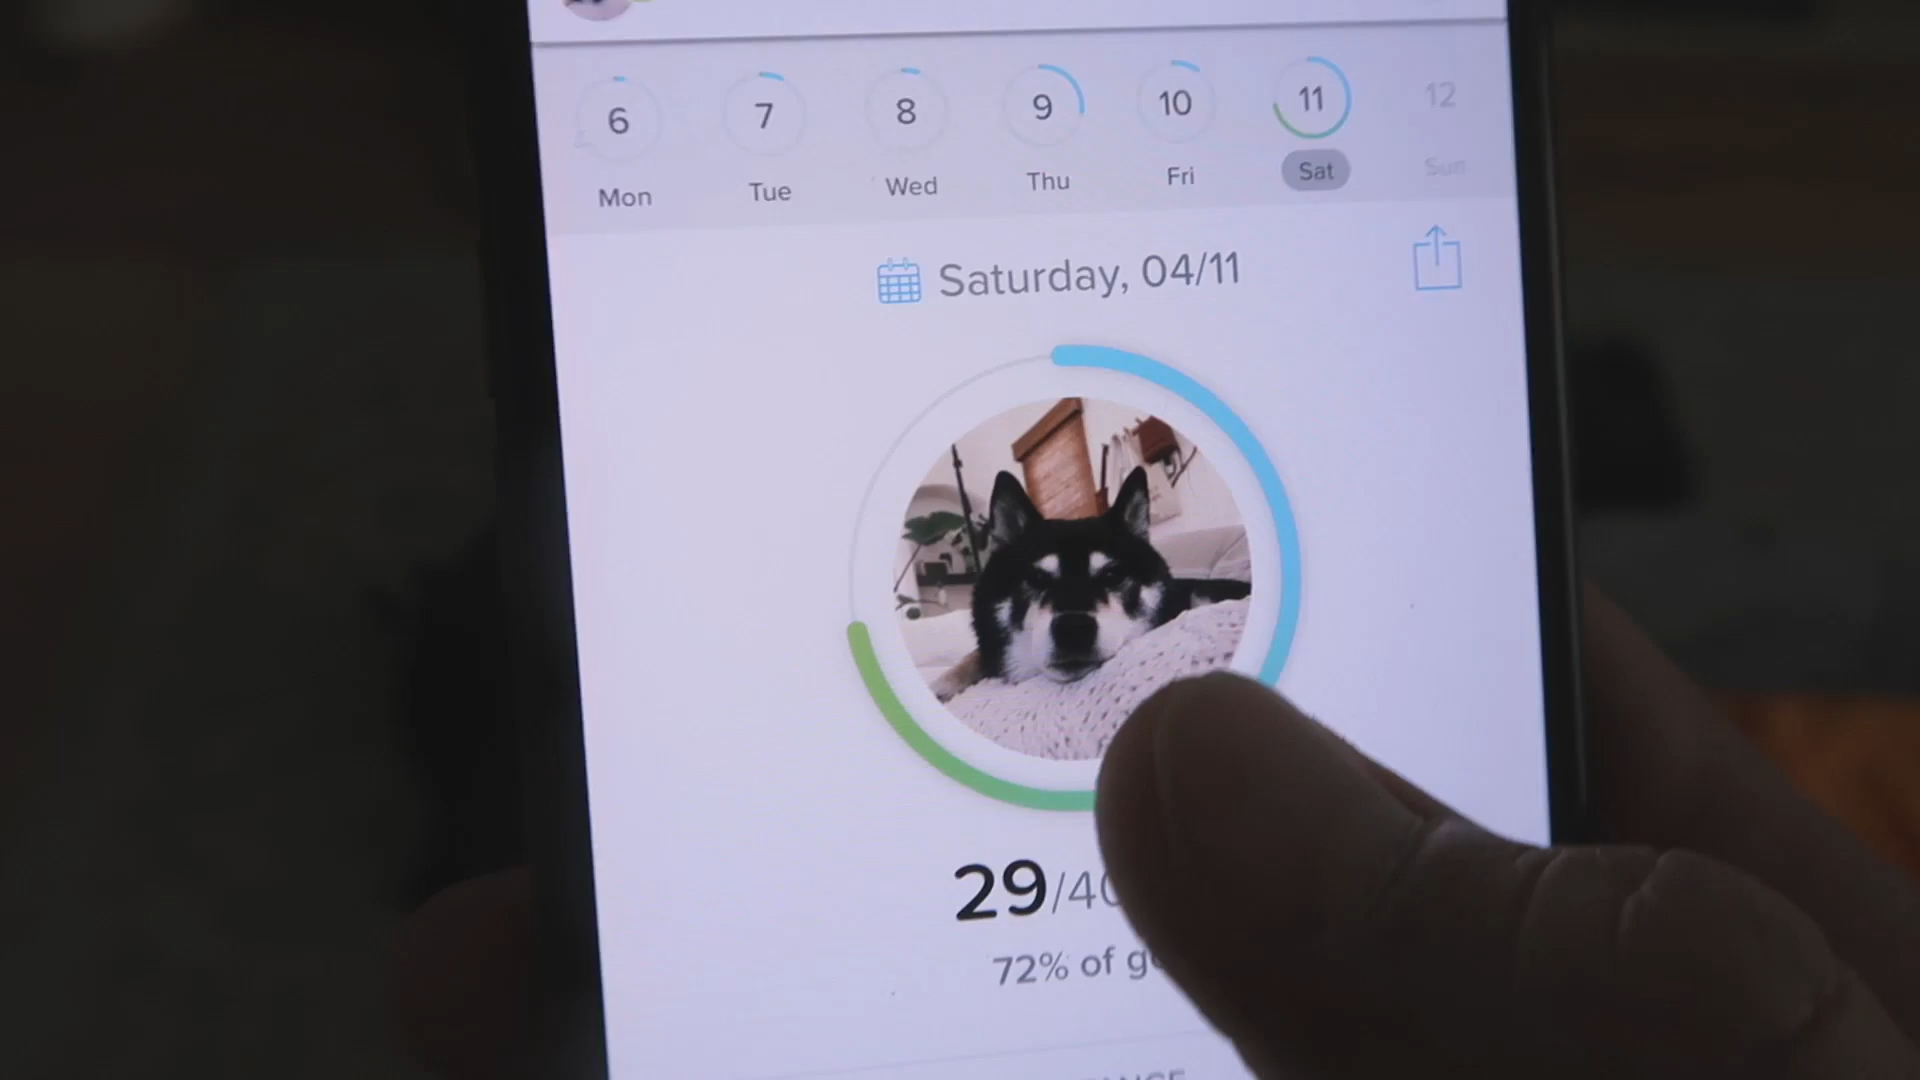 6 7 8 9 10 11 12
Mon Tue Wed Thu Fri Sat Sun
Saturday, 04/11
29/40
72% of